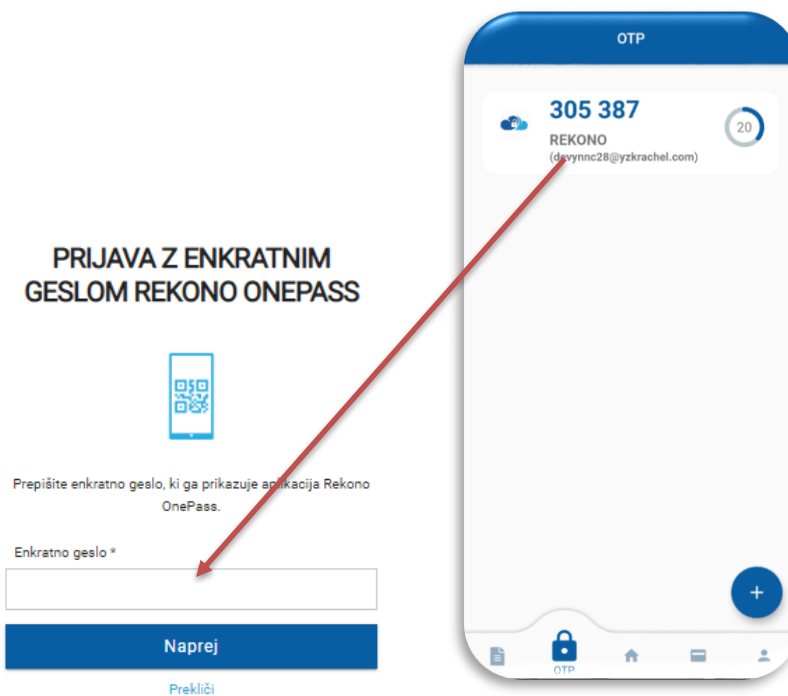 PRIJAVA Z ENKRATNIM
GESLOM REKONO ONEPASS
Prepišite enkratno geslo, ki ga prikazuje aplikacija Rekono
OnePass.
Enkratno geslo *
Naprej
Prekliči
OTP
305 387
20
REKONO
(devynnc28@yzkrachel.com)
+
OTP